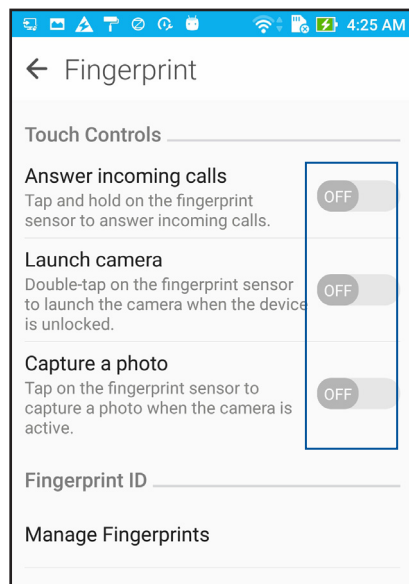 4:25 AM
Fingerprint
Touch Controls
Answer incoming calls
Tap and hold on the fingerprint
sensor to answer incoming calls.
OFF
Launch camera
Double-tap on the fingerprint sensor
to launch the camera when the device
is unlocked.
OFF
Capture a photo
Tap on the fingerprint sensor to
capture a photo when the camera is
active.
OFF
Fingerprint ID
Manage Fingerprints